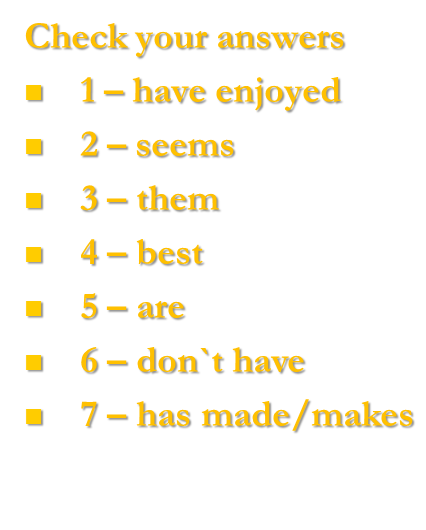 Check your answers
1 – have enjoyed
2 – seems
3 – them
4 – best
5 – are
6 – don`t have
7 – has made/makes